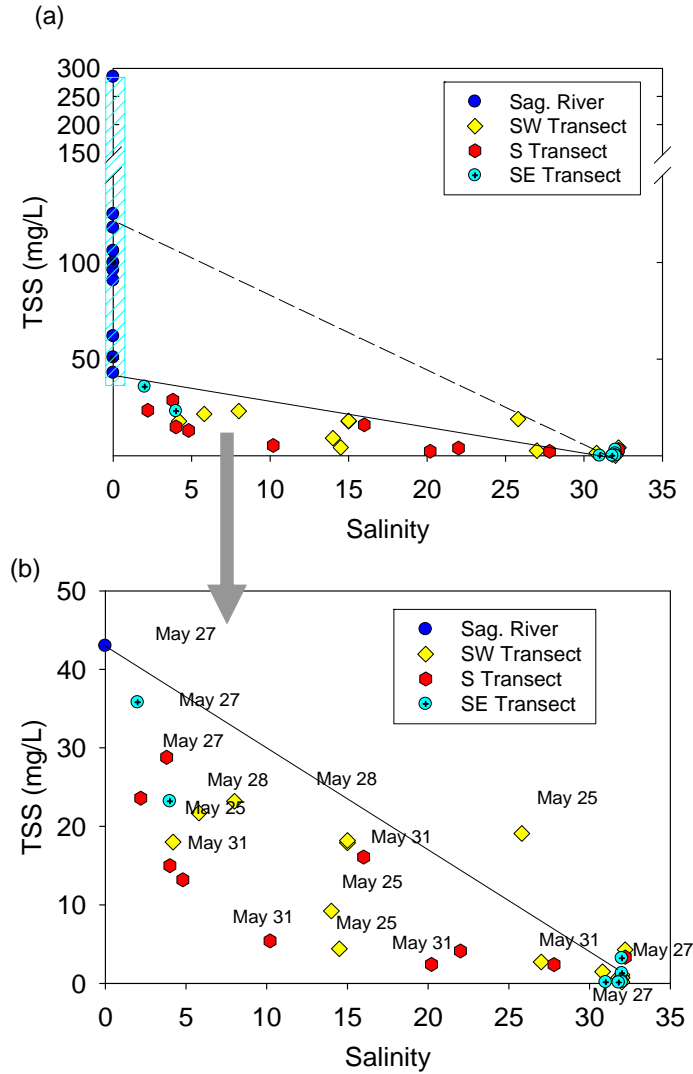 (a)
300
250
200
150
100
50
TSS (mg/L)
Sag. River
SW Transect
S Transect
SE Transect
0 5 10 15 20 25 30 35
Salinity
(b)
50
40
30
20
10
0
TSS (mg/L)
Sag. River
SW Transect
S Transect
SE Transect
May 27
May 27
May 27
May 28
May 28
May 25
May 25
May 31
May 31
May 25
May 31
May 25
May 31
May 31
May 27
May 27
0 5 10 15 20 25 30 35
Salinity